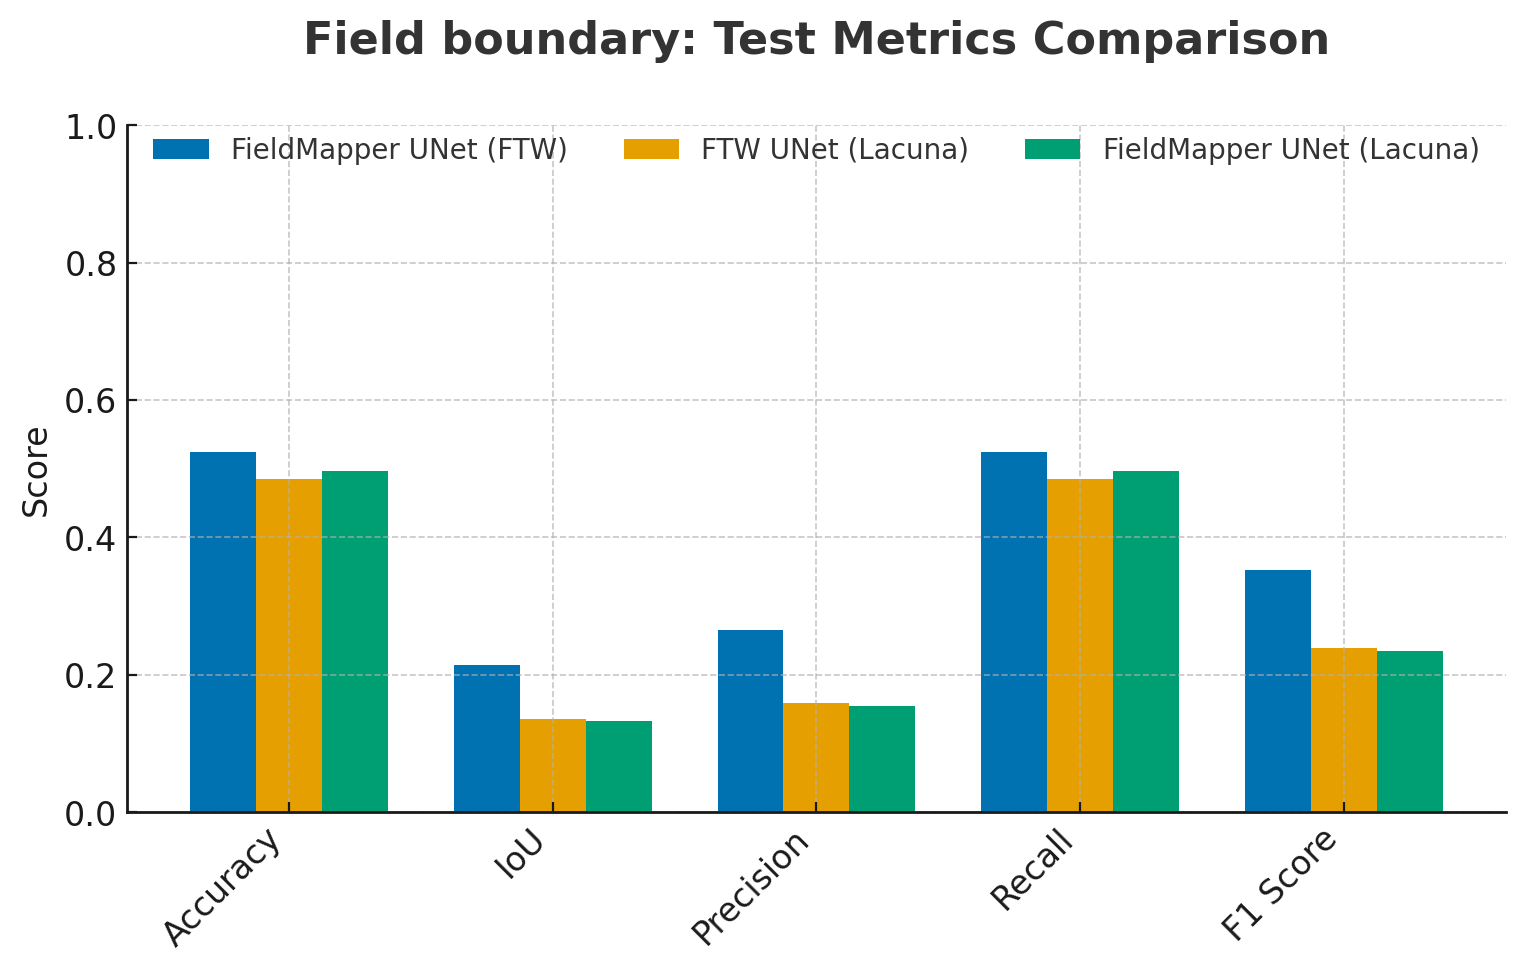 Field boundary: Test Metrics Comparison
FieldMapper UNet (FTW) FTW UNet (Lacuna) FieldMapper UNet (Lacuna)
1.0
0.8
0.6
0.4
0.2
0.0
Score
Accuracy
IoU
Precision
Recall
F1 Score